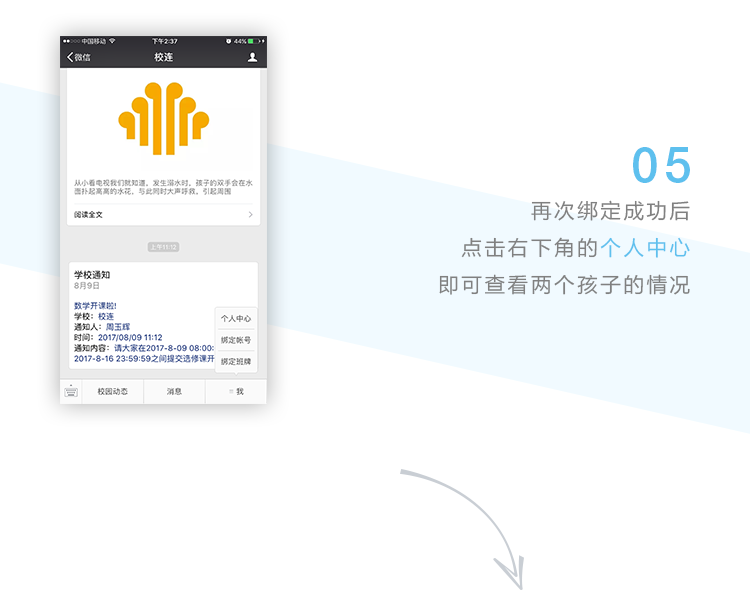 中国移动
下午2:37
44%
微信
校连
从小看电视我们就知道，发生溺水时，孩子的双手会在水
面扑起高高的水花，与此同时大声呼救，引起周围
阅读全文
上午11:12
学校通知
8月9日
数学开课啦!
学校：校连
通知人：周玉辉
时间：2017/08/09 11:12
通知内容：请大家在2017-8-09 08:00:
2017-8-16 23:59:59之间提交选修课开
个人中心
绑定帐号
绑定班牌
校园动态
消息
我
05
再次绑定成功后
点击右下角的个人中心
即可查看两个孩子的情况